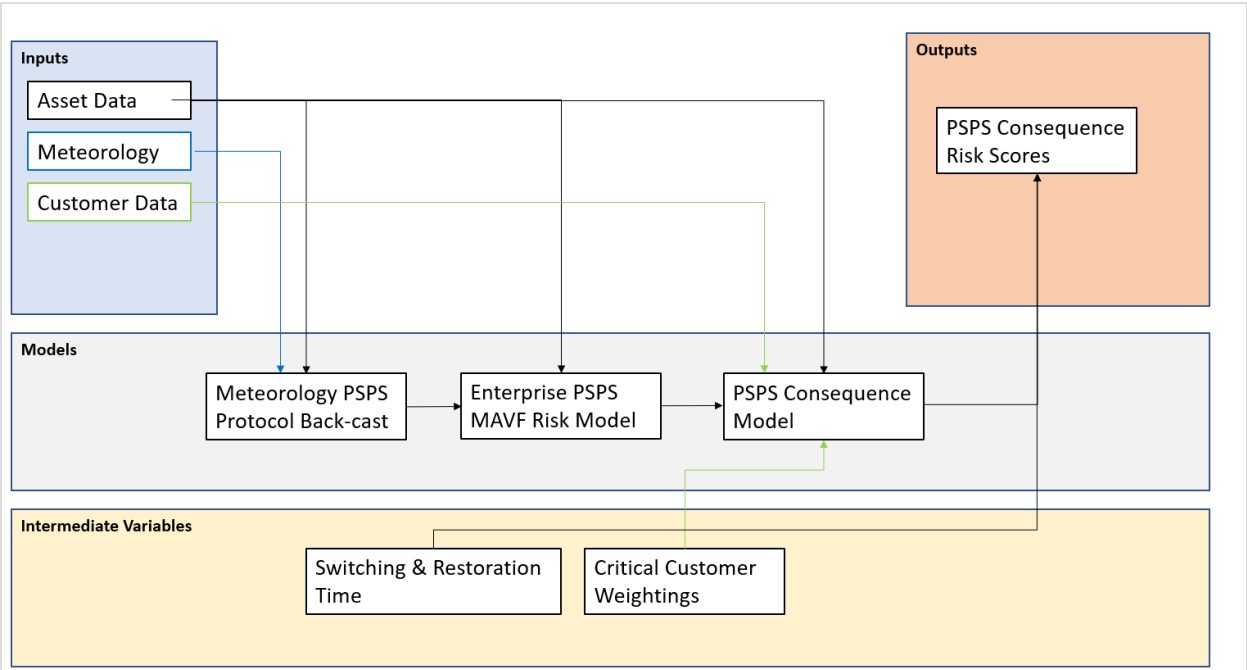 Inputs
Asset Data
Meteorology
Customer Data
Outputs
PSPS Consequence
Risk Scores
Models
Meteorology PSPS
Protocol Back-cast
Enterprise PSPS
MAVF Risk Model
PSPS Consequence
Model
Intermediate Variables
Switching & Restoration
Time
Critical Customer
Weightings